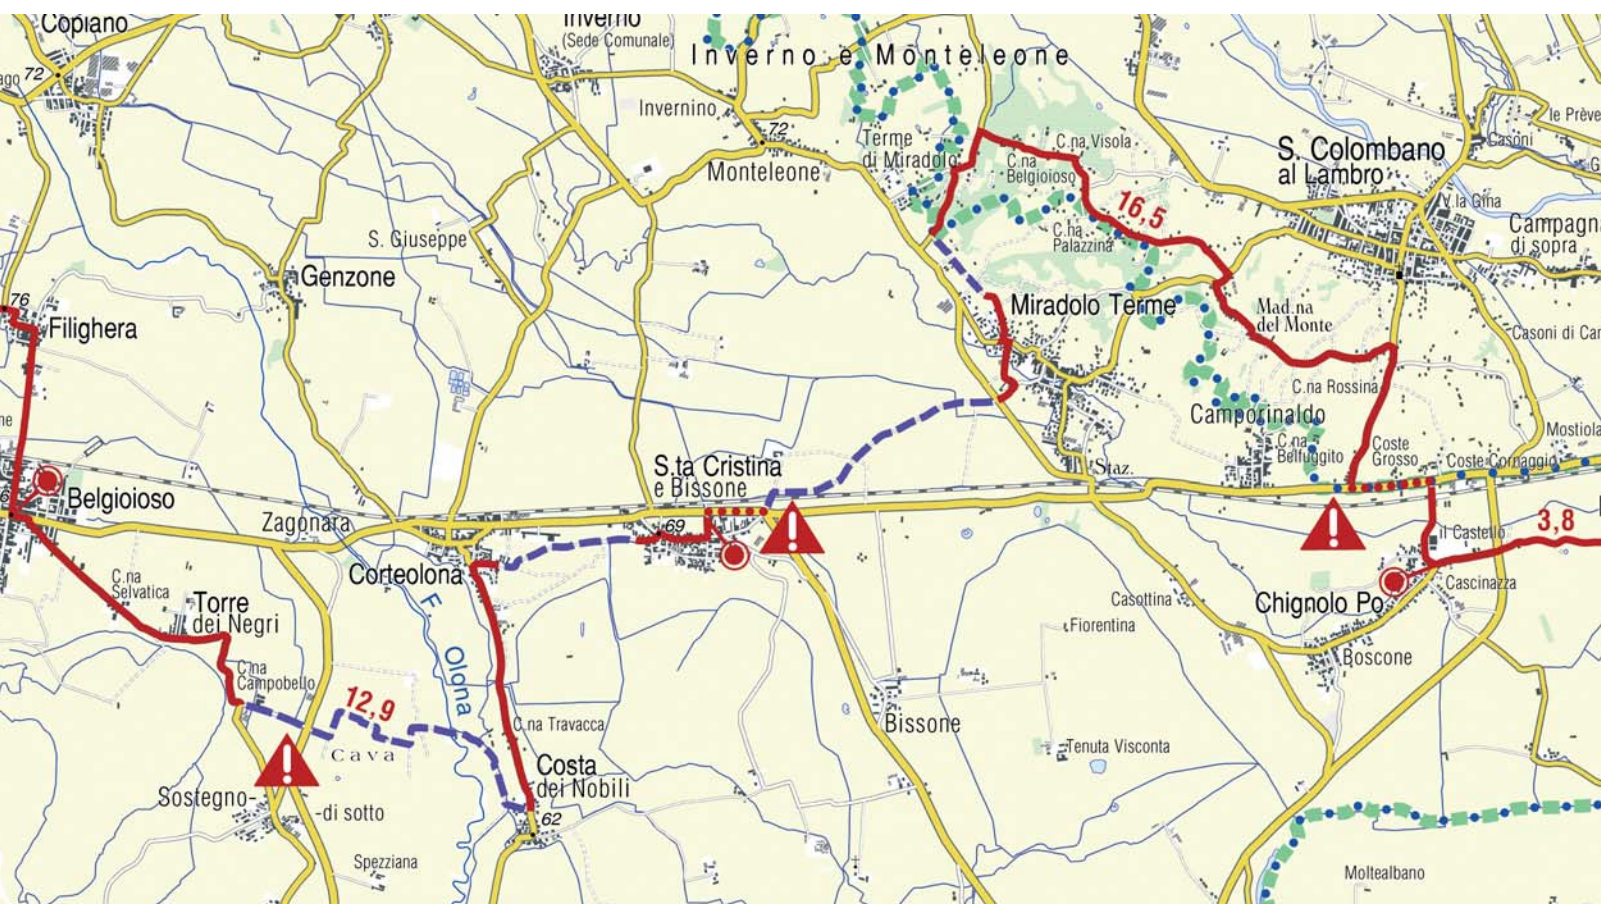 Copiano
72
Inverno
(Sede Comunale)
Inverno e Monteleone
Invernino
72
Monteleone
Terme
di Miradolo
C.na Visola
C.na
Belgioioso
16,5
C.na
Palazzina
S. Colombano
al Lambro
le Prève
Casoni
V.la Gina
Campagna
di sopra
S. Giuseppe
Genzone
76
Filighera
Miradolo Terme
Mad.na
del Monte
Casoni di Car
C.na Rossina
Camporinaldo
C.na
Belfuggito
Coste
Grosso
Mostiola
Coste Cornaggio
Staz.
S.ta Cristina
e Bissone
69
Belgioioso
Zagonara
Corteolona
F. Olona
il Castello
3,8
Cascinazza
Chignolo Po
Casottina
Fiorentina
Boscone
C.na
Selvatica
Torre
dei Negri
C.na
Campobello
12,9
Cava
C.na Travacca
Bissone
Tenuta Visconta
Costa
dei Nobili
62
Sostegno-
-di sotto
Spezziana
Moltealbano